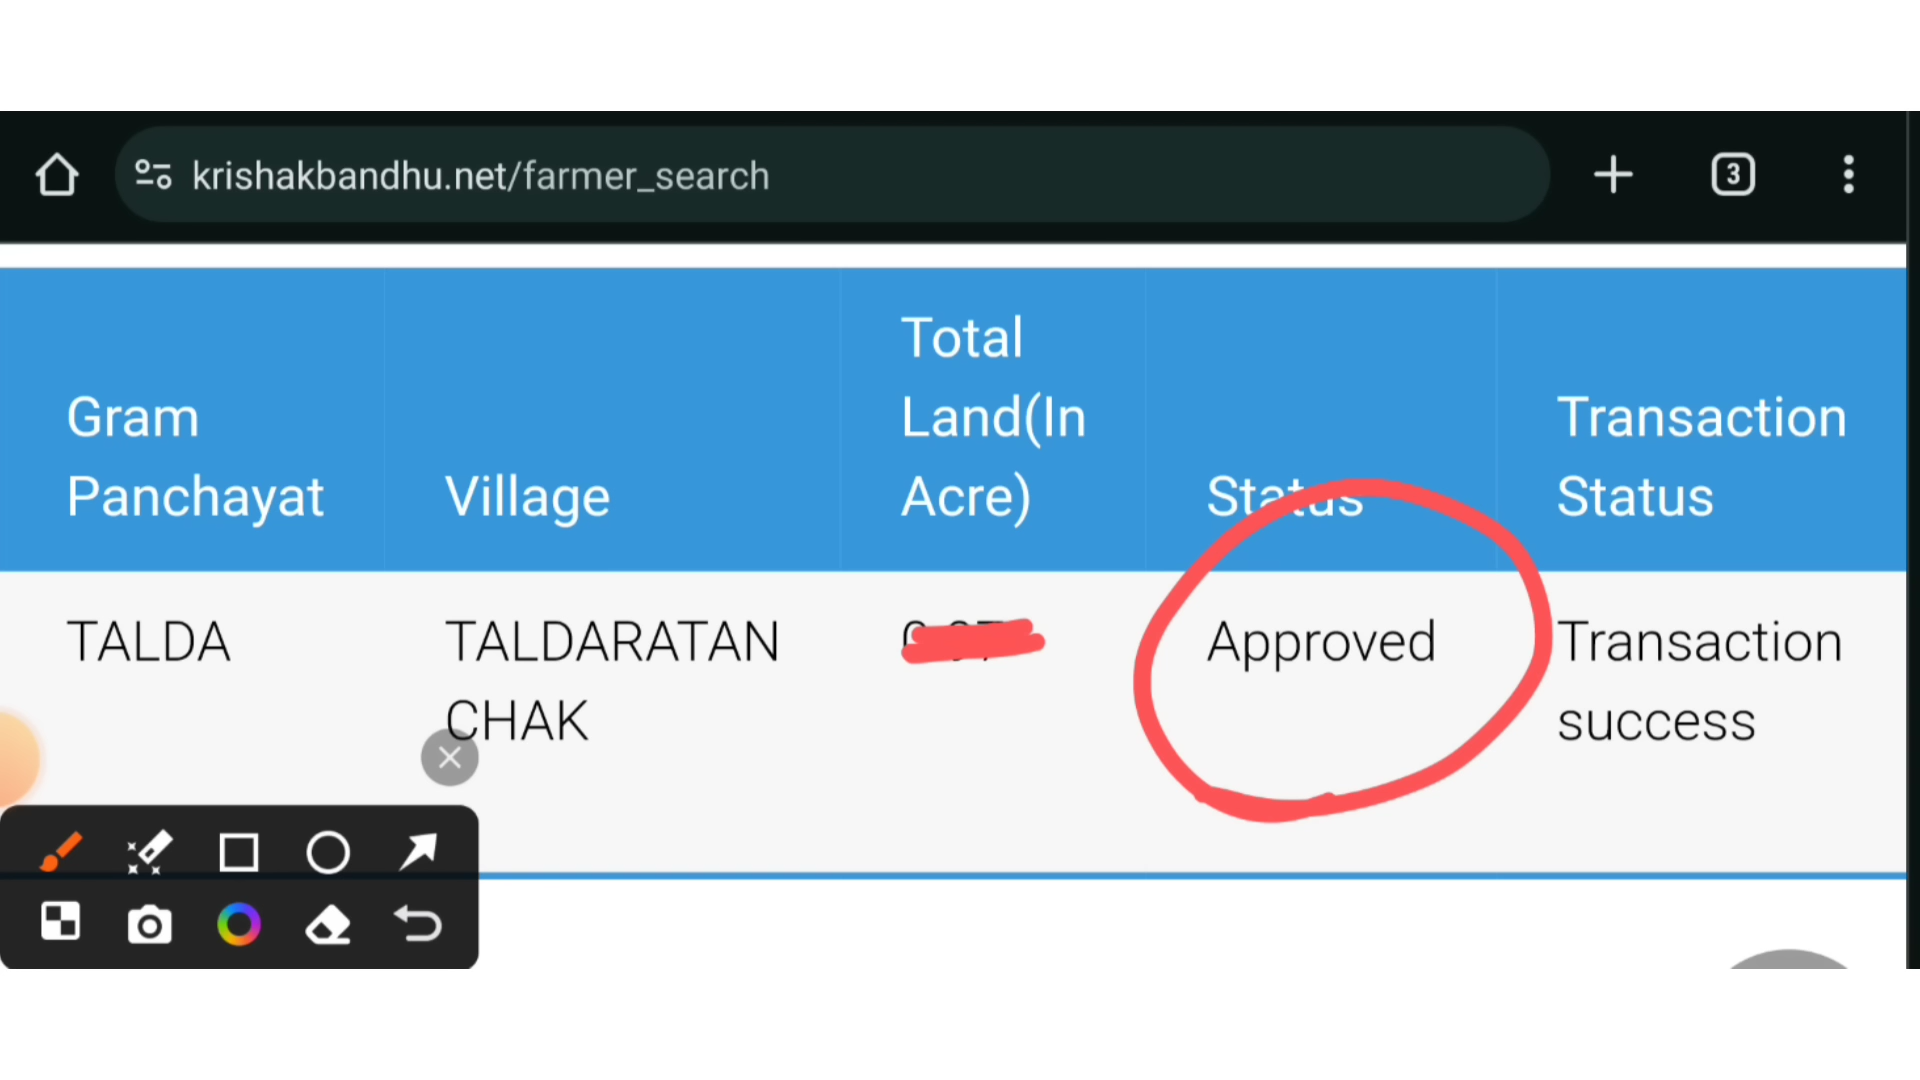 krishakbandhu.net/farmer_search
3
Gram
Panchayat
Village
Total
Land(In
Acre)
Status
Transaction
Status
TALDA
TALDARATAN
CHAK
Approved
Transaction
success